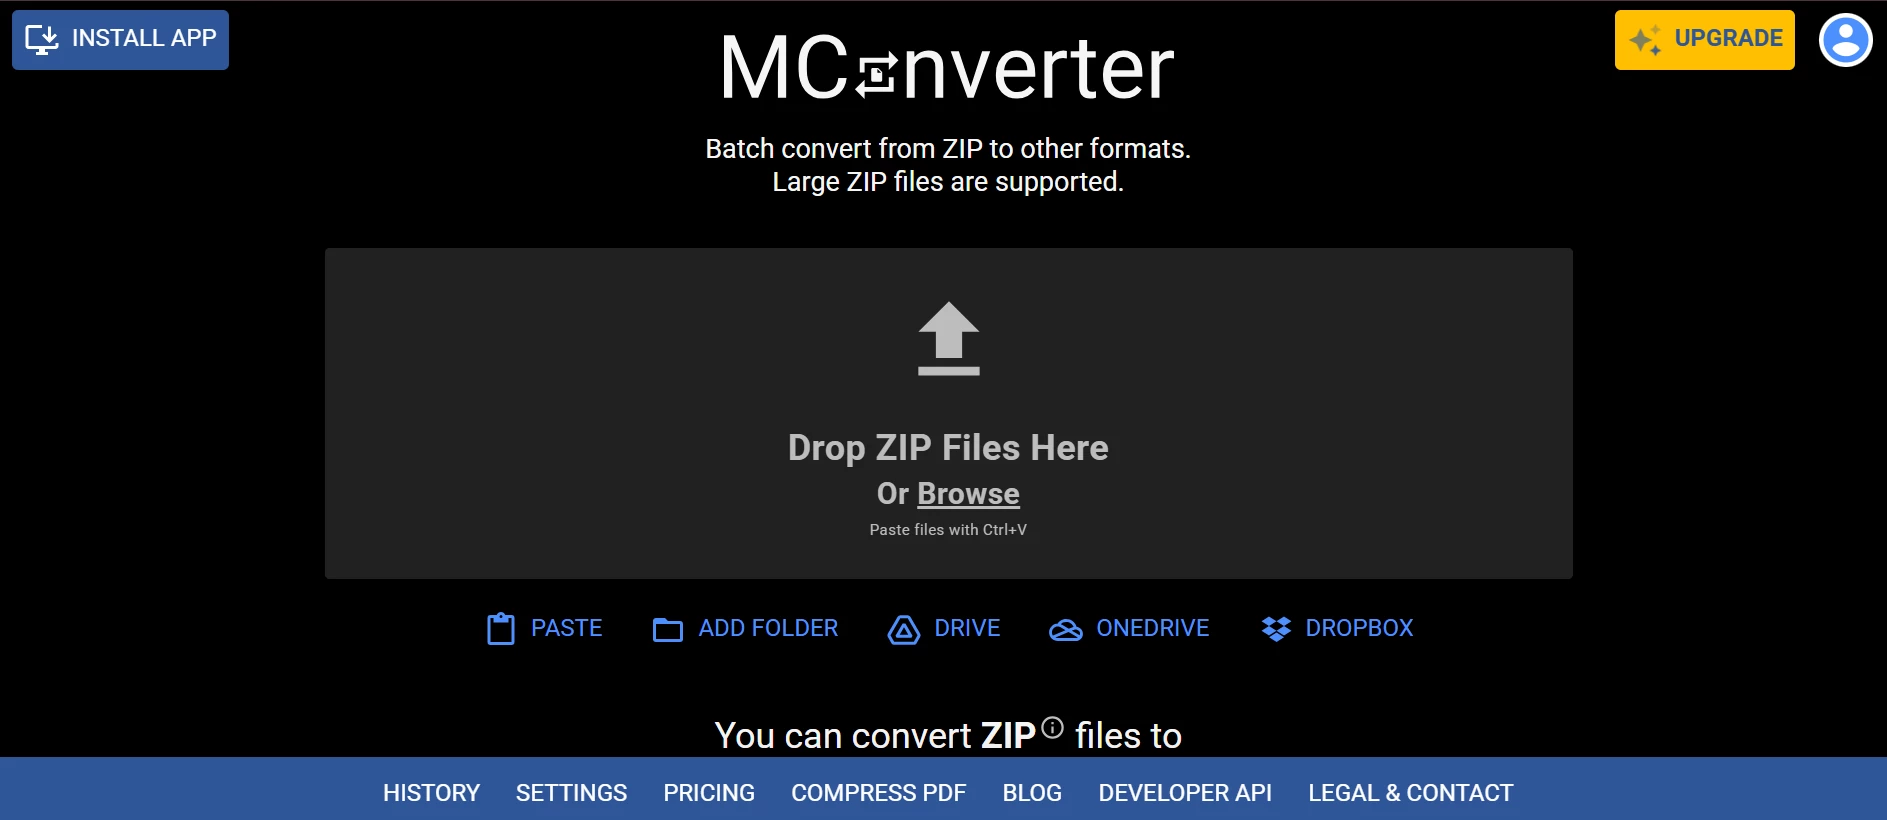 INSTALL APP
UPGRADE
MConverter
Batch convert from ZIP to other formats.
Large ZIP files are supported.
Drop ZIP Files Here
Or Browse
Paste files with Ctrl+V
PASTE
ADD FOLDER
DRIVE
ONEDRIVE
DROPBOX
You can convert ZIP files to
HISTORY
SETTINGS
PRICING
COMPRESS PDF
BLOG
DEVELOPER API
LEGAL & CONTACT